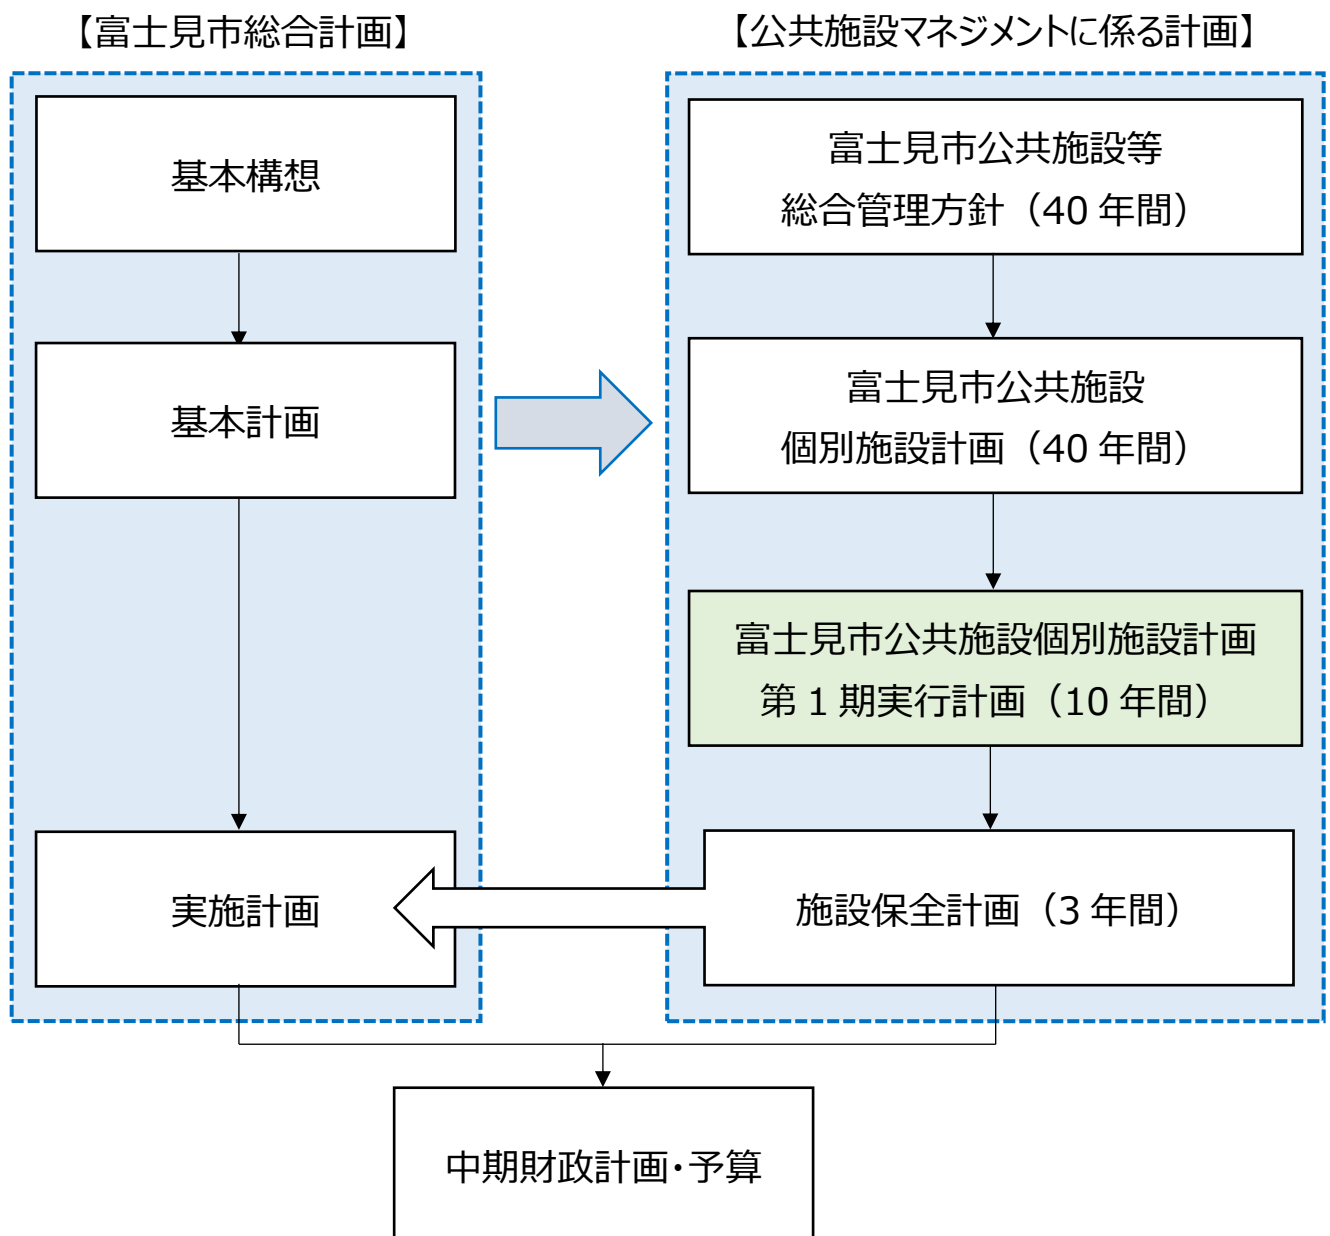 【富士見市総合計画】
基本構想
基本計画
実施計画
【公共施設マネジメントに係る計画】
富士見市公共施設等
総合管理方針（40 年間）
富士見市公共施設
個別施設計画（40 年間）
富士見市公共施設個別施設計画
第 1 期実行計画（10 年間）
施設保全計画（3 年間）
中期財政計画・予算